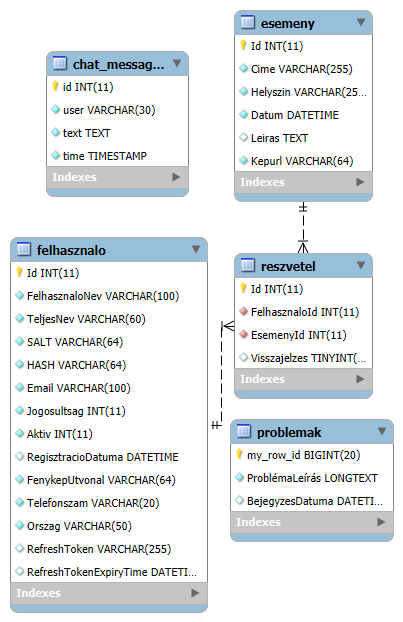 chat_messag...
id INT(11)
user VARCHAR(30)
text TEXT
time TIMESTAMP
Indexes
esemeny
Id INT(11)
Cime VARCHAR(255)
Helyszin VARCHAR(25...
Datum DATETIME
Leiras TEXT
Kepurl VARCHAR(64)
Indexes
felhasznalo
Id INT(11)
FelhasznaloNev VARCHAR(100)
TeljesNev VARCHAR(60)
SALT VARCHAR(64)
HASH VARCHAR(64)
Email VARCHAR(100)
Jogosultsag INT(11)
Aktiv INT(11)
RegisztracioDatuma DATETIME
FenykepUtvonal VARCHAR(64)
Telefonszam VARCHAR(20)
Orszag VARCHAR(50)
RefreshToken VARCHAR(255)
RefreshTokenExpiryTime DATETI...
Indexes
reszvetel
Id INT(11)
FelhasznaloId INT(11)
EsemenyId INT(11)
Visszajelzes TINYINT(...
Indexes
problemak
my_row_id BIGINT(20)
ProblémaLeírás LONGTEXT
BejegyzesDatuma DATETI...
Indexes